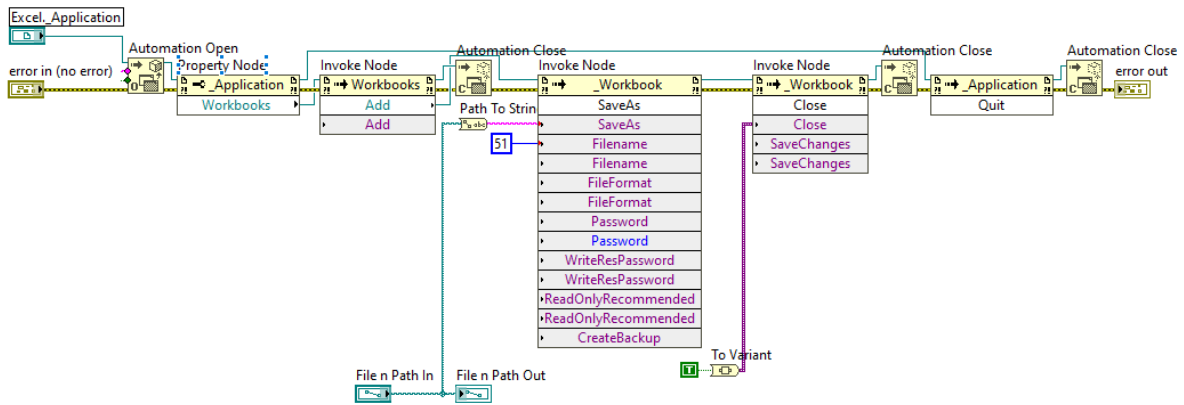 Excel._Application
Automation Open
error in (no error)
Property Node
_Application
Workbooks
Invoke Node
Workbooks
Add
Add
Automation Close
Path To Strin
51
Invoke Node
_Workbook
SaveAs
SaveAs
Filename
Filename
FileFormat
FileFormat
Password
Password
WriteResPassword
WriteResPassword
ReadOnlyRecommended
ReadOnlyRecommended
CreateBackup
Invoke Node
_Workbook
Close
Close
SaveChanges
SaveChanges
Automation Close
_Application
Quit
Automation Close
error out
T
To Variant
File n Path In
File n Path Out